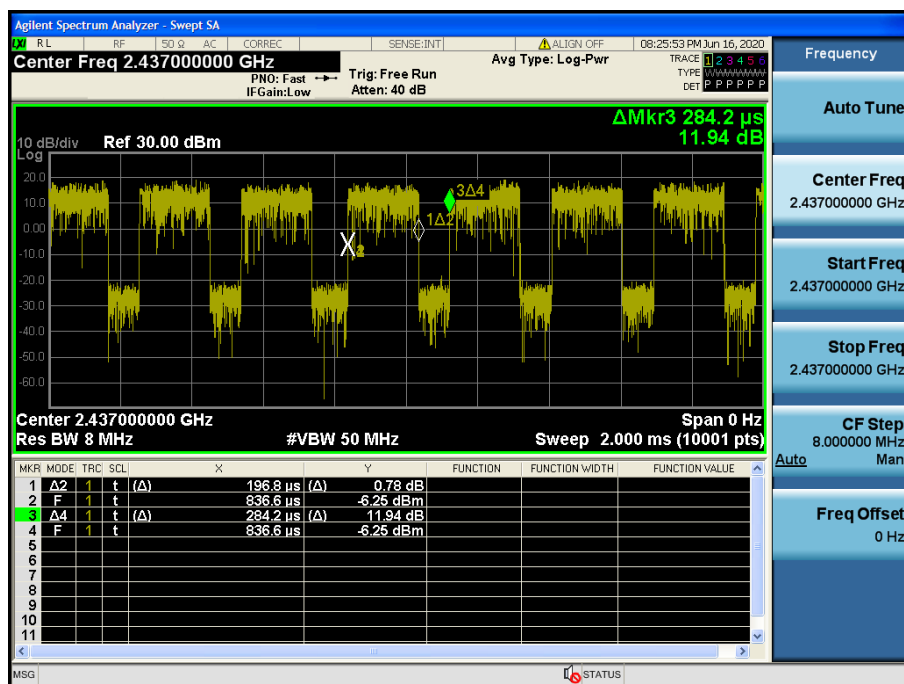 Agilent Spectrum Analyzer - Swept SA
LXI RL RF 50 Ω AC CORREC SENSE:INT ALIGN OFF 08:25:53 PM Jun 16, 2020
Center Freq 2.437000000 GHz
PNO: Fast
IFGain:Low
Trig: Free Run
Atten: 40 dB
Avg Type: Log-Pwr
TRACE 1 2 3 4 5 6
TYPE
DET P P P P P P
ΔMkr3 284.2 µs
11.94 dB
10 dB/div Ref 30.00 dBm
Log
20.0
10.0
0.00
-10.0
-20.0
-30.0
-40.0
-50.0
-60.0
3Δ4
1Δ2
Center 2.437000000 GHz Span 0 Hz
Res BW 8 MHz #VBW 50 MHz Sweep 2.000 ms (10001 pts)
MKR MODE TRC SCL X Y FUNCTION FUNCTION WIDTH FUNCTION VALUE
1 Δ2 1 t (Δ) 196.8 µs (Δ) 0.78 dB
2 F 1 t 836.6 µs -6.25 dBm
3 Δ4 1 t (Δ) 284.2 µs (Δ) 11.94 dB
4 F 1 t 836.6 µs -6.25 dBm
5
6
7
8
9
10
11
MSG STATUS
Frequency
Auto Tune
Center Freq
2.437000000 GHz
Start Freq
2.437000000 GHz
Stop Freq
2.437000000 GHz
CF Step
8.000000 MHz
Auto Man
Freq Offset
0 Hz